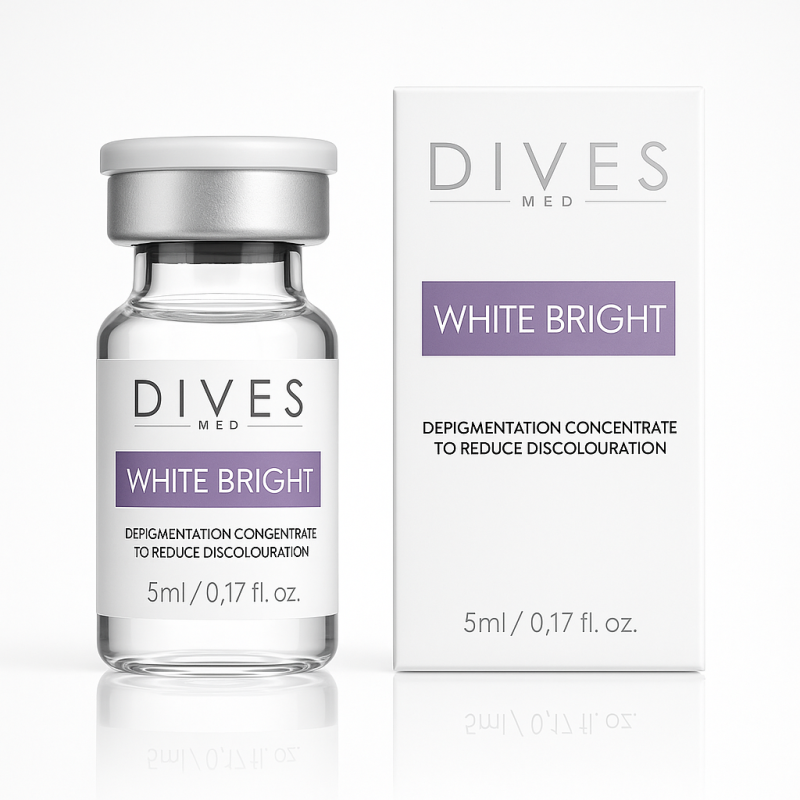 DIVES
MED
WHITE BRIGHT
DEPIGMENTATION CONGENTRATE
TO REDUCE DISCOLOURATION
5ml / 0,17 fl. oz.
DIVES
MED
WHITE BRIGHT
DEPIGMENTATION CONCENTRATE
TO REDUCE DISCOLOURATION
5ml / 0,17 fl. oz.